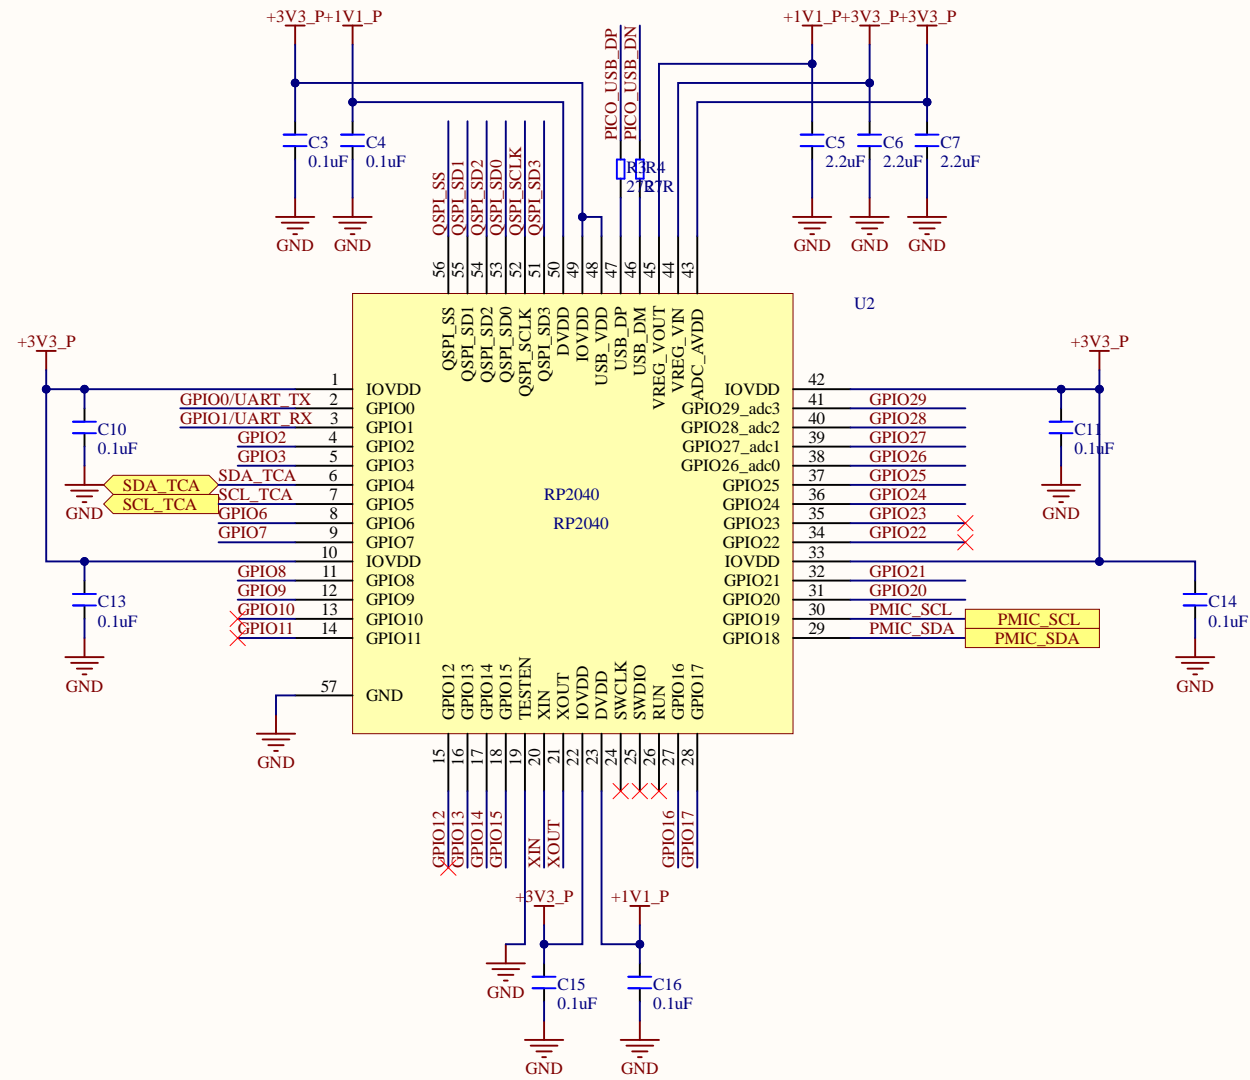 +3V3_P
+1V1_P
+1V1_P
+3V3_P
+3V3_P
PICO_USB_DP
PICO_USB_DN
C3
0.1uF
C4
0.1uF
C5
2.2uF
C6
2.2uF
C7
2.2uF
R3
27R
R4
27R
GND
GND
GND
GND
GND
QSPI_SS
QSPI_SD1
QSPI_SD2
QSPI_SD0
QSPI_SCLK
QSPI_SD3
56
55
54
53
52
51
50
49
48
47
46
45
44
43
QSPI_SS
QSPI_SD1
QSPI_SD2
QSPI_SD0
QSPI_SCLK
QSPI_SD3
DVDD
IOVDD
USB_VDD
USB_DP
USB_DM
VREG_VOUT
VREG_VIN
ADC_AVDD
U2
RP2040
RP2040
+3V3_P
1 IOVDD
GPIO0/UART_TX 2 GPIO0
GPIO1/UART_RX 3 GPIO1
GPIO2 4 GPIO2
GPIO3 5 GPIO3
SDA_TCA SDA_TCA 6 GPIO4
SCL_TCA SCL_TCA 7 GPIO5
GPIO6 8 GPIO6
GPIO7 9 GPIO7
10 IOVDD
GPIO8 11 GPIO8
GPIO9 12 GPIO9
GPIO10 13 GPIO10
GPIO11 14 GPIO11
57 GND
C10
0.1uF
GND
C13
0.1uF
GND
GND
+3V3_P
IOVDD 42
GPIO29_adc3 41 GPIO29
GPIO28_adc2 40 GPIO28
GPIO27_adc1 39 GPIO27
GPIO26_adc0 38 GPIO26
GPIO25 37 GPIO25
GPIO24 36 GPIO24
GPIO23 35 GPIO23
GPIO22 34 GPIO22
IOVDD 33
GPIO21 32 GPIO21
GPIO20 31 GPIO20
GPIO19 30 PMIC_SCL PMIC_SCL
GPIO18 29 PMIC_SDA PMIC_SDA
C11
0.1uF
GND
C14
0.1uF
GND
GPIO12
GPIO13
GPIO14
GPIO15
TESTEN
XIN
XOUT
IOVDD
DVDD
SWCLK
SWDIO
RUN
GPIO16
GPIO17
15
16
17
18
19
20
21
22
23
24
25
26
27
28
GPIO12
GPIO13
GPIO14
GPIO15
XIN
XOUT
GPIO16
GPIO17
+3V3_P
+1V1_P
GND
C15
0.1uF
C16
0.1uF
GND
GND